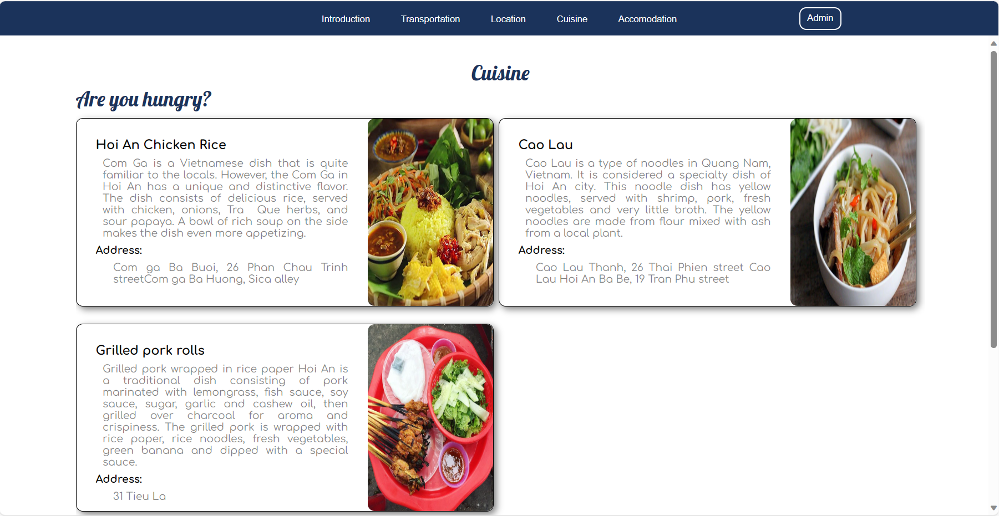 Introduction Transportation Location Cuisine Accomodation Admin
Cuisine
Are you hungry?
Hoi An Chicken Rice
Com Ga is a Vietnamese dish that is quite
familiar to the locals. However, the Com Ga in
Hoi An has a unique and distinctive flavor.
The dish consists of delicious rice, served
with chicken, onions, Tra Que herbs, and
sour papaya. A bowl of rich soup on the side
makes the dish even more appetizing.
Address:
Com ga Ba Buoi, 26 Phan Chau Trinh
streetCom ga Ba Huong, Sica alley
Cao Lau
Cao Lau is a type of noodles in Quang Nam,
Vietnam. It is considered a specialty dish of
Hoi An city. This noodle dish has yellow
noodles, served with shrimp, pork, fresh
vegetables and very little broth. The yellow
noodles are made from flour mixed with ash
from a local plant.
Address:
Cao Lau Thanh, 26 Thai Phien street Cao
Lau Hoi An Ba Be, 19 Tran Phu street
Grilled pork rolls
Grilled pork wrapped in rice paper Hoi An is
a traditional dish consisting of pork
marinated with lemongrass, fish sauce, soy
sauce, sugar, garlic and cashew oil, then
grilled over charcoal for aroma and
crispiness. The grilled pork is wrapped with
rice paper, rice noodles, fresh vegetables,
green banana and dipped with a special
sauce.
Address:
31 Tieu La